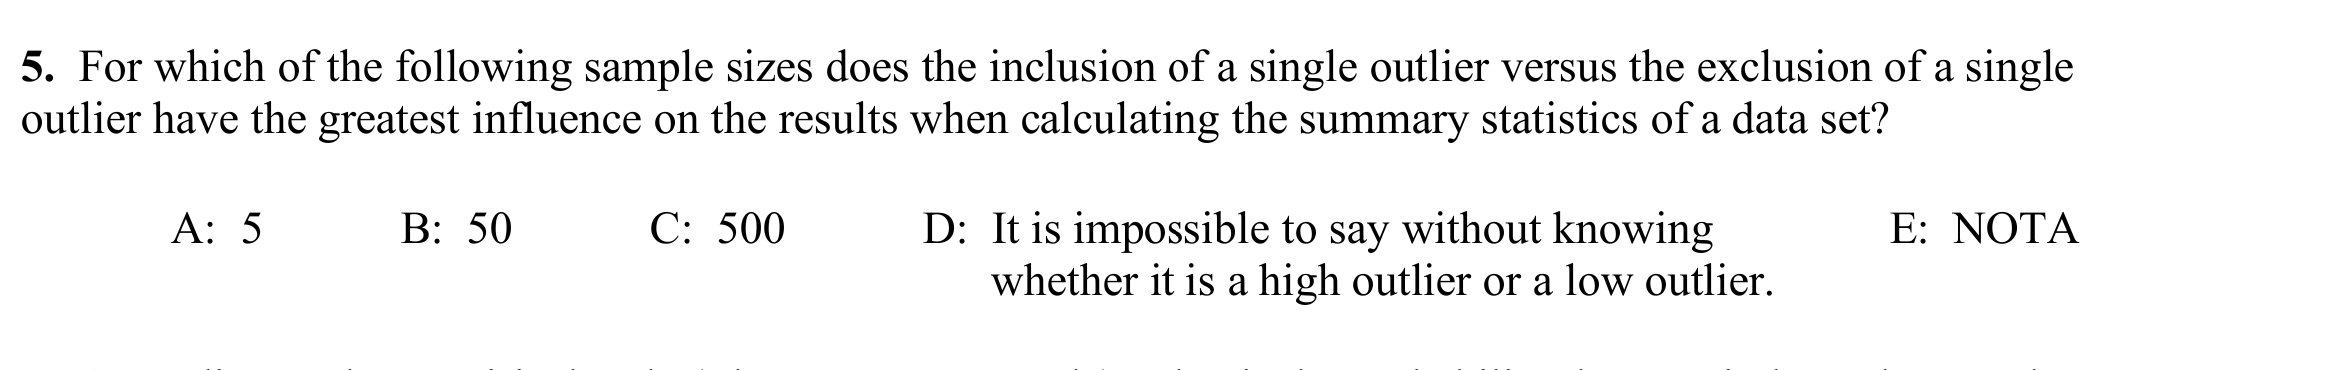 5. For which of the following sample sizes does the inclusion of a single outlier versus the exclusion of a single
outlier have the greatest influence on the results when calculating the summary statistics of a data set?
A: 5 B: 50 C: 500 D: It is impossible to say without knowing E: NOTA
whether it is a high outlier or a low outlier.